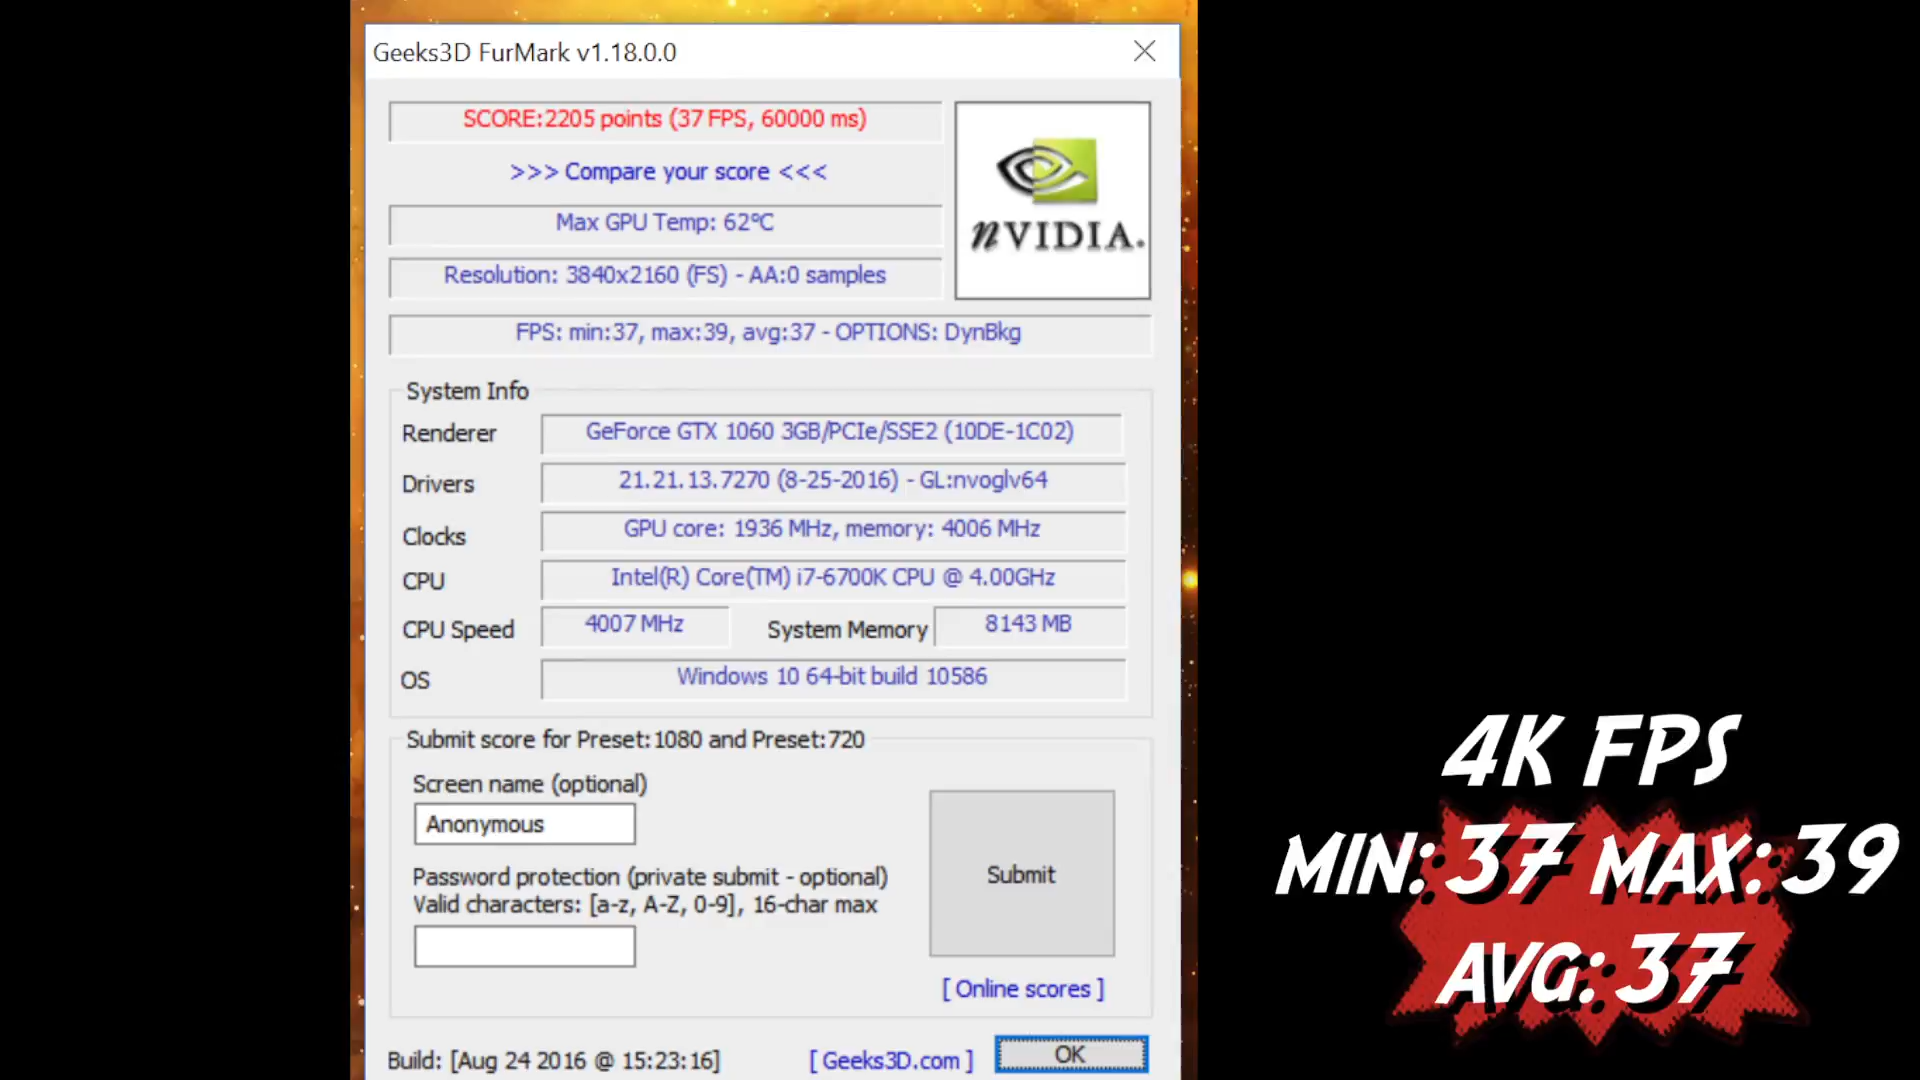 Geeks3D FurMark v1.18.0.0
SCORE:2205 points (37 FPS, 60000 ms)
>>> Compare your score <<<
Max GPU Temp: 62°C
Resolution: 3840x2160 (FS) - AA:0 samples
nVIDIA.
FPS: min:37, max:39, avg:37 - OPTIONS: DynBkg
System Info
Renderer GeForce GTX 1060 3GB/PCIe/SSE2 (10DE-1C02)
Drivers 21.21.13.7270 (8-25-2016) - GL:nvoglv64
Clocks GPU core: 1936 MHz, memory: 4006 MHz
CPU Intel(R) Core(TM) i7-6700K CPU @ 4.00GHz
CPU Speed 4007 MHz System Memory 8143 MB
OS Windows 10 64-bit build 10586
Submit score for Preset:1080 and Preset:720
Screen name (optional)
Anonymous
Password protection (private submit - optional)
Valid characters: [a-z, A-Z, 0-9], 16-char max
Submit
[ Online scores ]
Build: [Aug 24 2016 @ 15:23:16] [ Geeks3D.com ] OK
4K FPS
MIN: 37 MAX: 39
AVG: 37